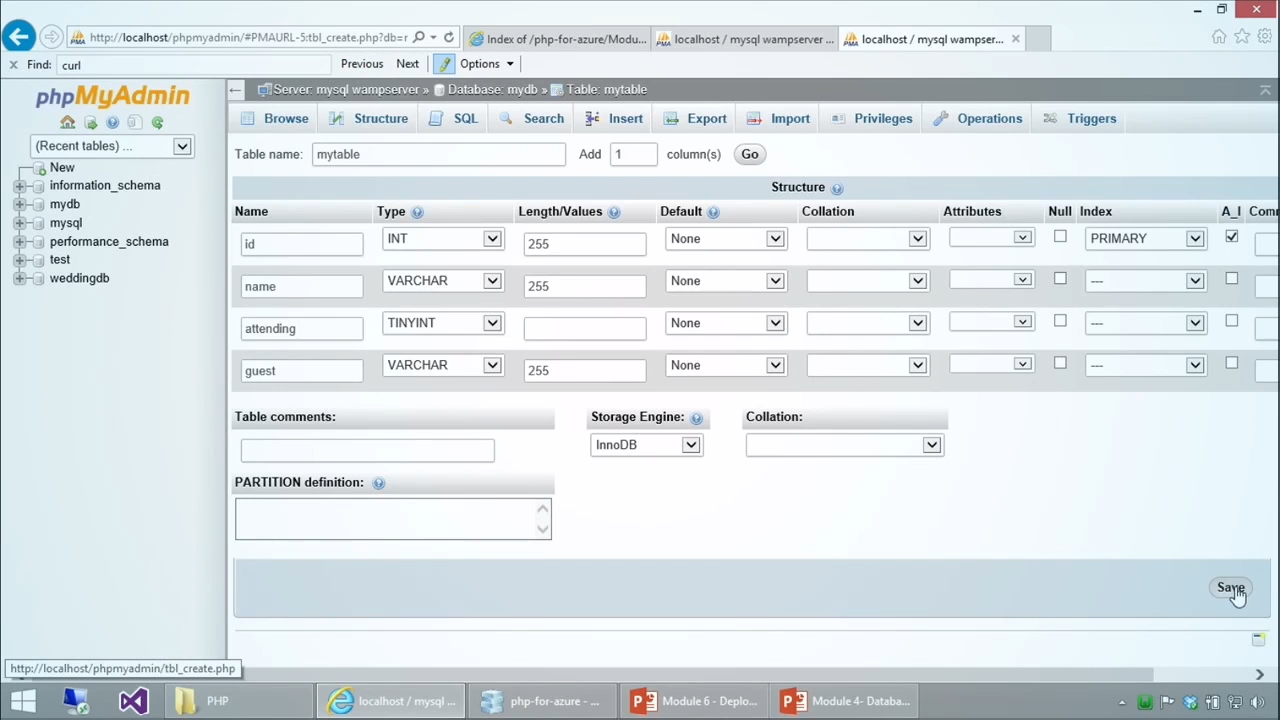 http://localhost/phpmyadmin/#PMAURL-5:tbl_create.php?db=r
Index of /php-for-azure/Modu...
localhost / mysql wampserver ...
localhost / mysql wampser...
Find: curl
Previous Next Options
phpMyAdmin
(Recent tables) ...
New
information_schema
mydb
mysql
performance_schema
test
weddingdb
Server: mysql wampserver » Database: mydb » Table: mytable
Browse Structure SQL Search Insert Export Import Privileges Operations Triggers
Table name: mytable Add 1 column(s) Go
Structure
Name Type Length/Values Default Collation Attributes Null Index A_I Comm
id INT 255 None PRIMARY
name VARCHAR 255 None ---
attending TINYINT None ---
guest VARCHAR 255 None ---
Table comments: Storage Engine: Collation:
InnoDB
PARTITION definition:
Save
http://localhost/phpmyadmin/tbl_create.php
PHP
localhost / mysql ...
php-for-azure - ...
Module 6 - Deplo...
Module 4- Databa...